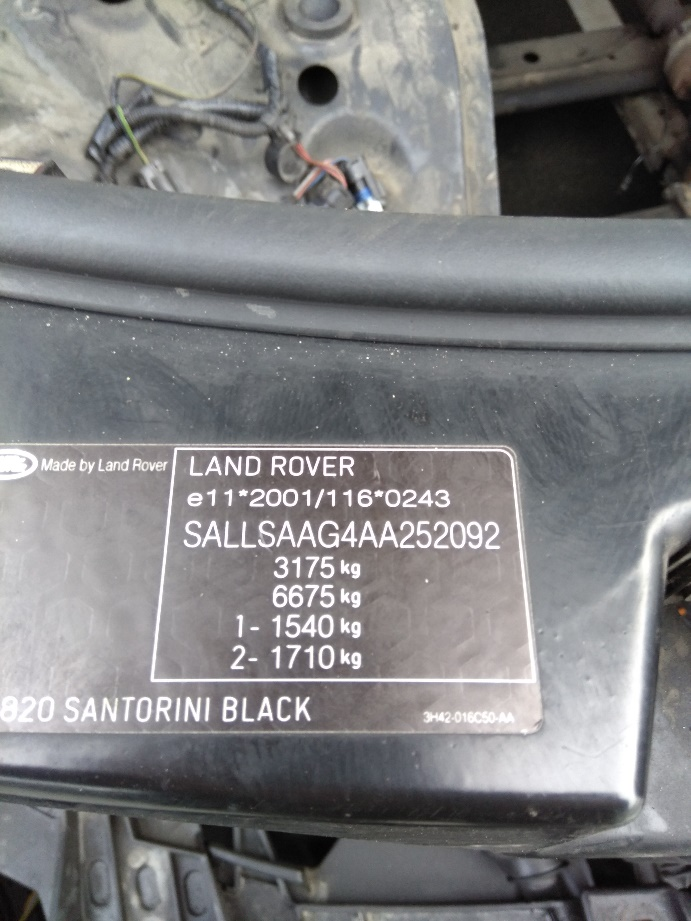 Made by Land Rover
LAND ROVER
e11*2001/116*0243
SALLSAAG4AA252092
3175 kg
6675 kg
1- 1540 kg
2- 1710 kg
820 SANTORINI BLACK
3H42-016C50-AA